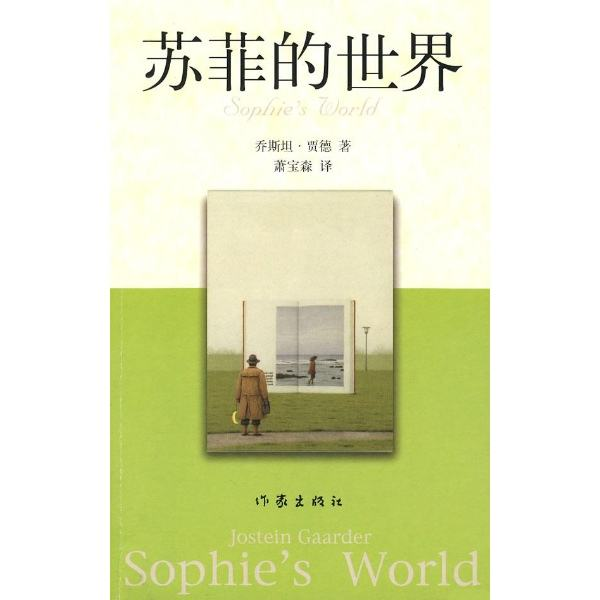 苏菲的世界
Sophie's World
乔斯坦·贾德 著
萧宝森 译
作家出版社
Jostein Gaarder
Sophie's World